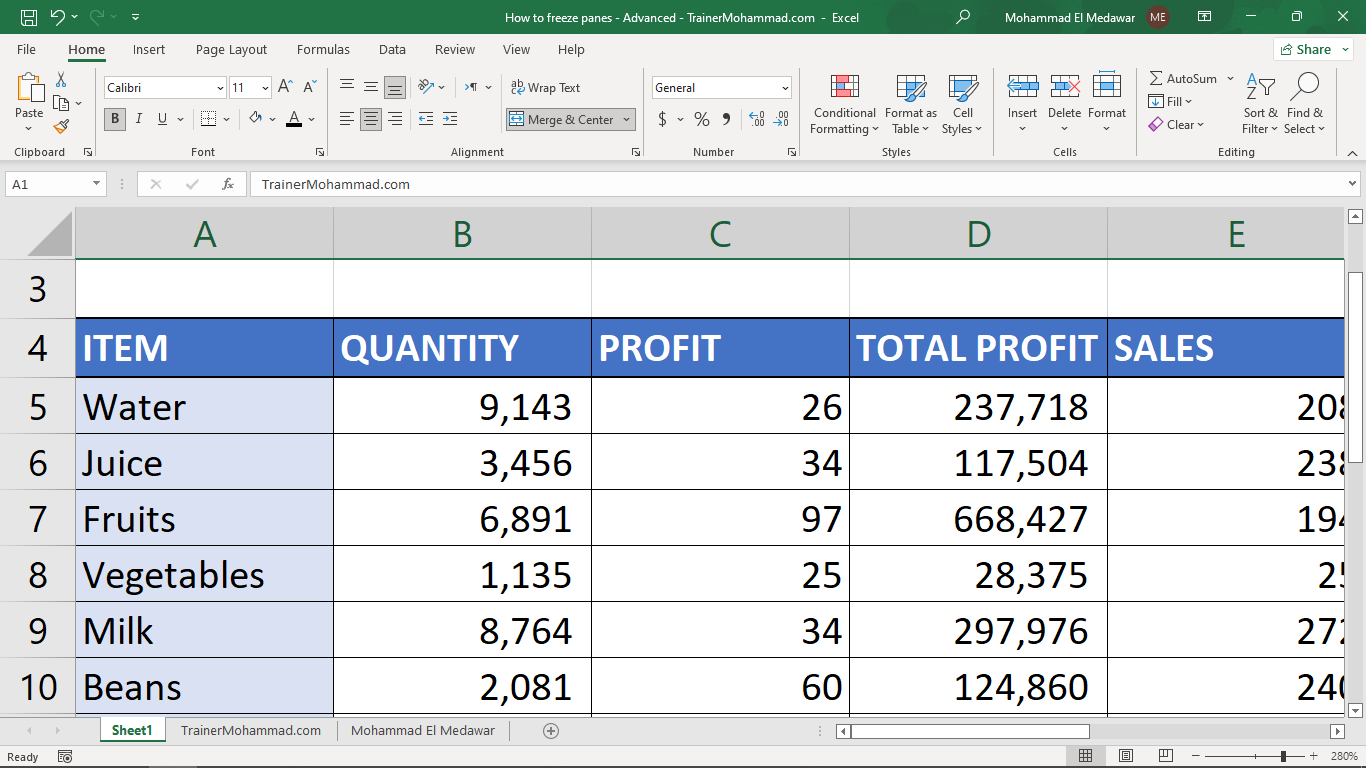 How to freeze panes - Advanced - TrainerMohammad.com - Excel
Mohammad El Medawar ME
File Home Insert Page Layout Formulas Data Review View Help Share
Paste
Calibri 11
B I U A
Wrap Text
Merge & Center
General
$ %
Conditional Formatting
Format as Table
Cell Styles
Insert Delete Format
AutoSum
Fill
Clear
Sort & Filter
Find & Select
Clipboard Font Alignment Number Styles Cells Editing
A1 fx TrainerMohammad.com
A B C D E
3
4 ITEM QUANTITY PROFIT TOTAL PROFIT SALES
5 Water 9,143 26 237,718 208
6 Juice 3,456 34 117,504 238
7 Fruits 6,891 97 668,427 194
8 Vegetables 1,135 25 28,375 25
9 Milk 8,764 34 297,976 272
10 Beans 2,081 60 124,860 240
Sheet1 TrainerMohammad.com Mohammad El Medawar
Ready 280%